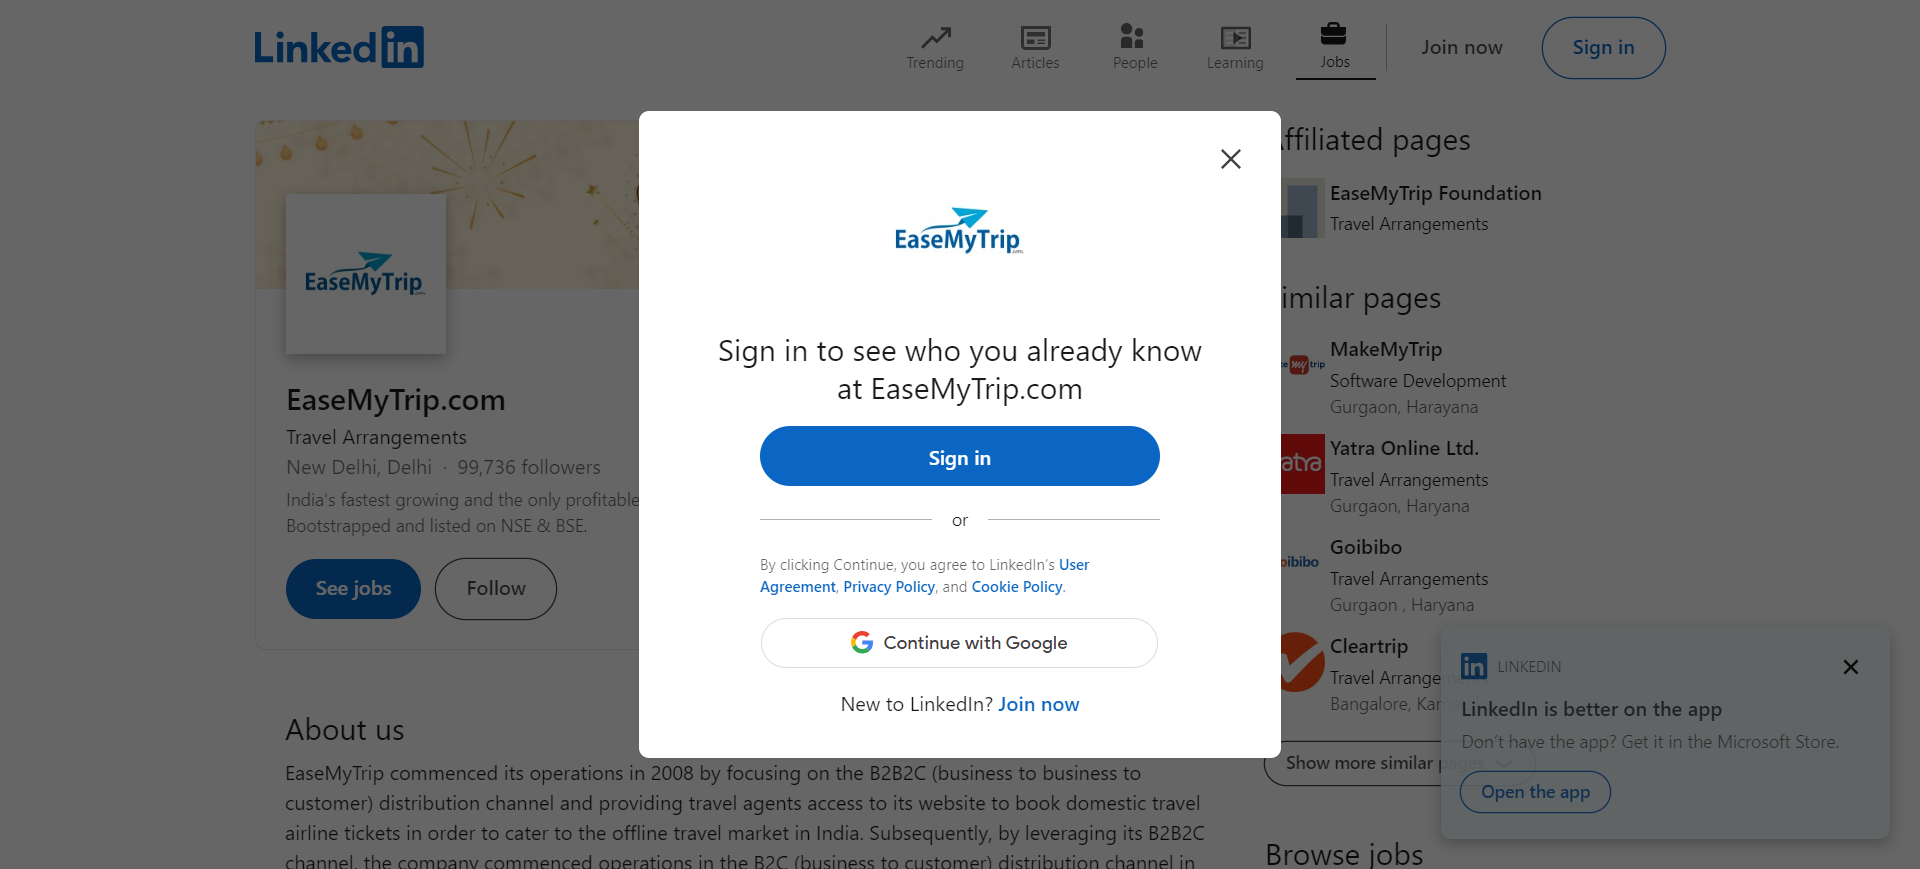 LinkedIn
Trending
Articles
People
Learning
Jobs
Join now
Sign in
EaseMyTrip
EaseMyTrip.com
Travel Arrangements
New Delhi, Delhi · 99,736 followers
India's fastest growing and the only profitable
Bootstrapped and listed on NSE & BSE.
See jobs
Follow
About us
EaseMyTrip commenced its operations in 2008 by focusing on the B2B2C (business to business to
customer) distribution channel and providing travel agents access to its website to book domestic travel
airline tickets in order to cater to the offline travel market in India. Subsequently, by leveraging its B2B2C
channel, the company commenced operations in the B2C (business to customer) distribution channel in
EaseMyTrip
.com
Sign in to see who you already know
at EaseMyTrip.com
Sign in
or
By clicking Continue, you agree to LinkedIn's User
Agreement, Privacy Policy, and Cookie Policy.
Continue with Google
New to LinkedIn? Join now
ffiliated pages
EaseMyTrip Foundation
Travel Arrangements
imilar pages
my trip
MakeMyTrip
Software Development
Gurgaon, Harayana
atra
Yatra Online Ltd.
Travel Arrangements
Gurgaon, Haryana
oibibo
Goibibo
Travel Arrangements
Gurgaon , Haryana
Cleartrip
Travel Arrangements
Bangalore, Kar
Show more similar pages
Browse jobs
in LINKEDIN
LinkedIn is better on the app
Don't have the app? Get it in the Microsoft Store.
Open the app